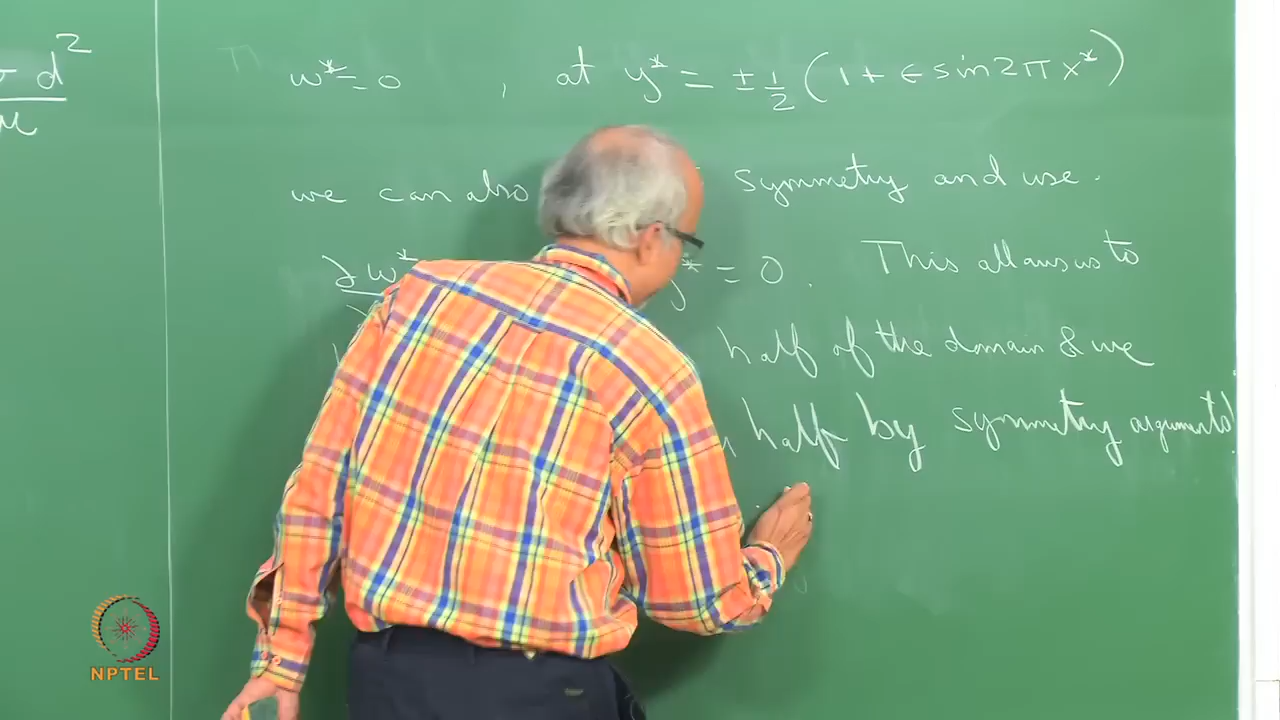 d²
μ
w* = 0 , at y* = ± 1/2 (1 + ε sin 2π x*)
we can also symmetry and use.
∂w* y* = 0 . This allows us to
half of the domain & we
half by symmetry arguments
NPTEL